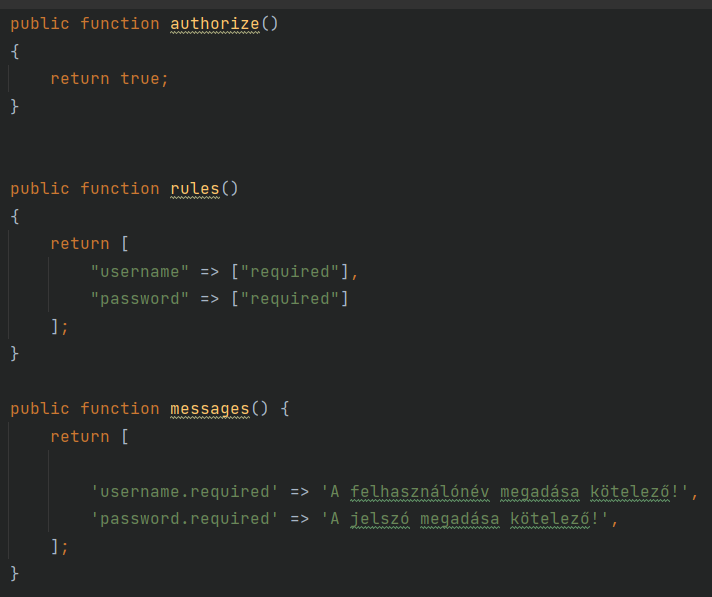 public function authorize()
{
    return true;
}
public function rules()
{
    return [
        "username" => ["required"],
        "password" => ["required"]
    ];
}
public function messages() {
    return [
        'username.required' => 'A felhasználónév megadása kötelező!',
        'password.required' => 'A jelszó megadása kötelező!',
    ];
}